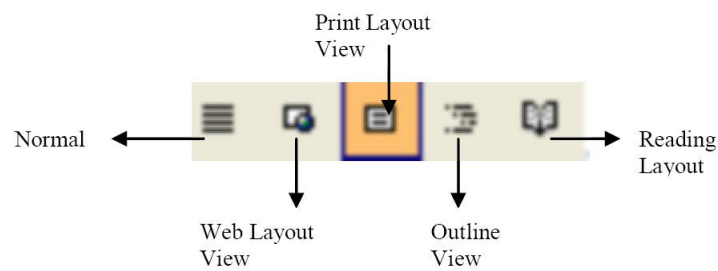 Print Layout
View
Normal
Reading
Layout
Web Layout
View
Outline
View